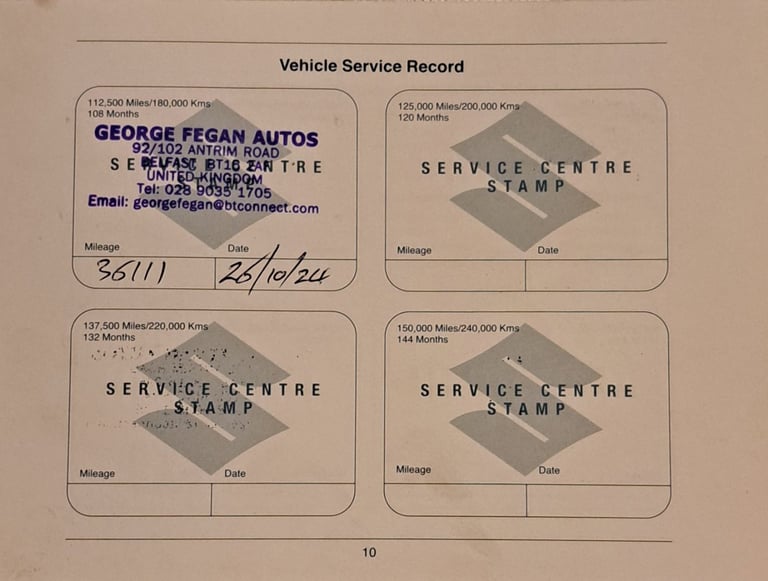 Vehicle Service Record
112,500 Miles/180,000 Kms
108 Months
GEORGE FEGAN AUTOS
92/102 ANTRIM ROAD
BELFAST BT15 2AH
UNITED KINGDOM
Tel: 028 9035 1705
Email: georgefegan@btconnect.com
SERVICE CENTRE
STAMP
Mileage Date
36111 26/10/24
125,000 Miles/200,000 Kms
120 Months
SERVICE CENTRE
STAMP
Mileage Date
137,500 Miles/220,000 Kms
132 Months
SERVICE CENTRE
STAMP
Mileage Date
150,000 Miles/240,000 Kms
144 Months
SERVICE CENTRE
STAMP
Mileage Date
10